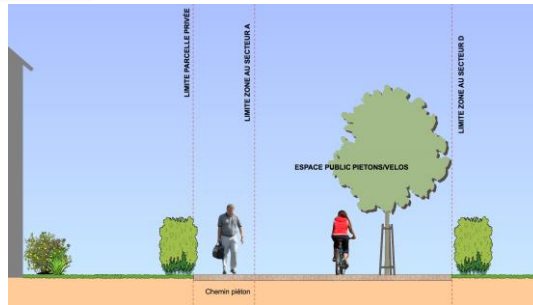 LIMITE PARCELLE PRIVÉE
LIMITE ZONE AU SECTEUR A
LIMITE ZONE AU SECTEUR D
ESPACE PUBLIC PIETONS/VELOS
Chemin piéton